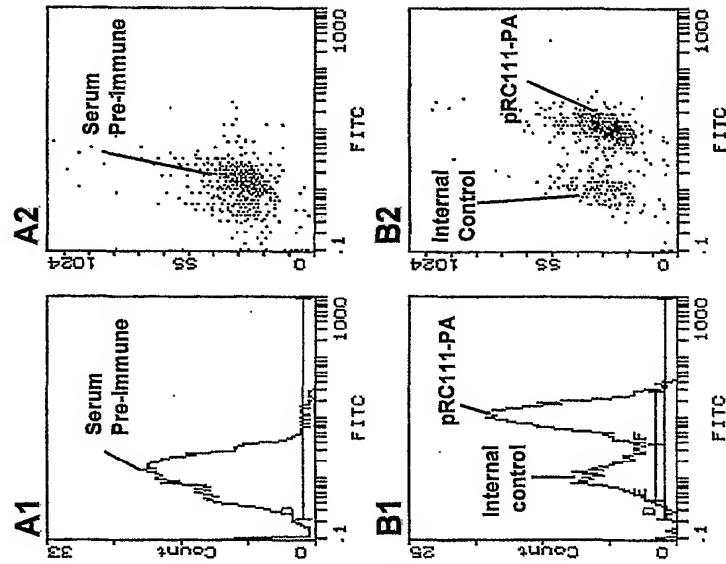 A1
33
Count
0
Serum
Pre-Immune
D
.1
1000
FITC
A2
1024
SS
0
Serum
Pre-Immune
.1
1000
FITC
B1
25
Count
0
Internal
control
pRC111-PA
D
E
F
.1
1000
FITC
B2
1024
SS
0
Internal
Control
pRC111-PA
.1
1000
FITC